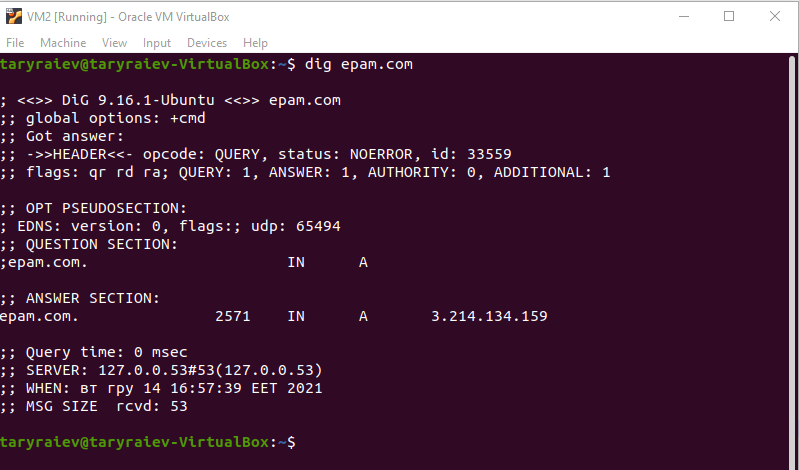 VM2 [Running] - Oracle VM VirtualBox
File Machine View Input Devices Help
taryraiev@taryraiev-VirtualBox:~$ dig epam.com
; <<>> DiG 9.16.1-Ubuntu <<>> epam.com
;; global options: +cmd
;; Got answer:
;; ->>HEADER<<- opcode: QUERY, status: NOERROR, id: 33559
;; flags: qr rd ra; QUERY: 1, ANSWER: 1, AUTHORITY: 0, ADDITIONAL: 1
;; OPT PSEUDOSECTION:
; EDNS: version: 0, flags:; udp: 65494
;; QUESTION SECTION:
;epam.com. IN A
;; ANSWER SECTION:
epam.com. 2571 IN A 3.214.134.159
;; Query time: 0 msec
;; SERVER: 127.0.0.53#53(127.0.0.53)
;; WHEN: вт гру 14 16:57:39 EET 2021
;; MSG SIZE rcvd: 53
taryraiev@taryraiev-VirtualBox:~$